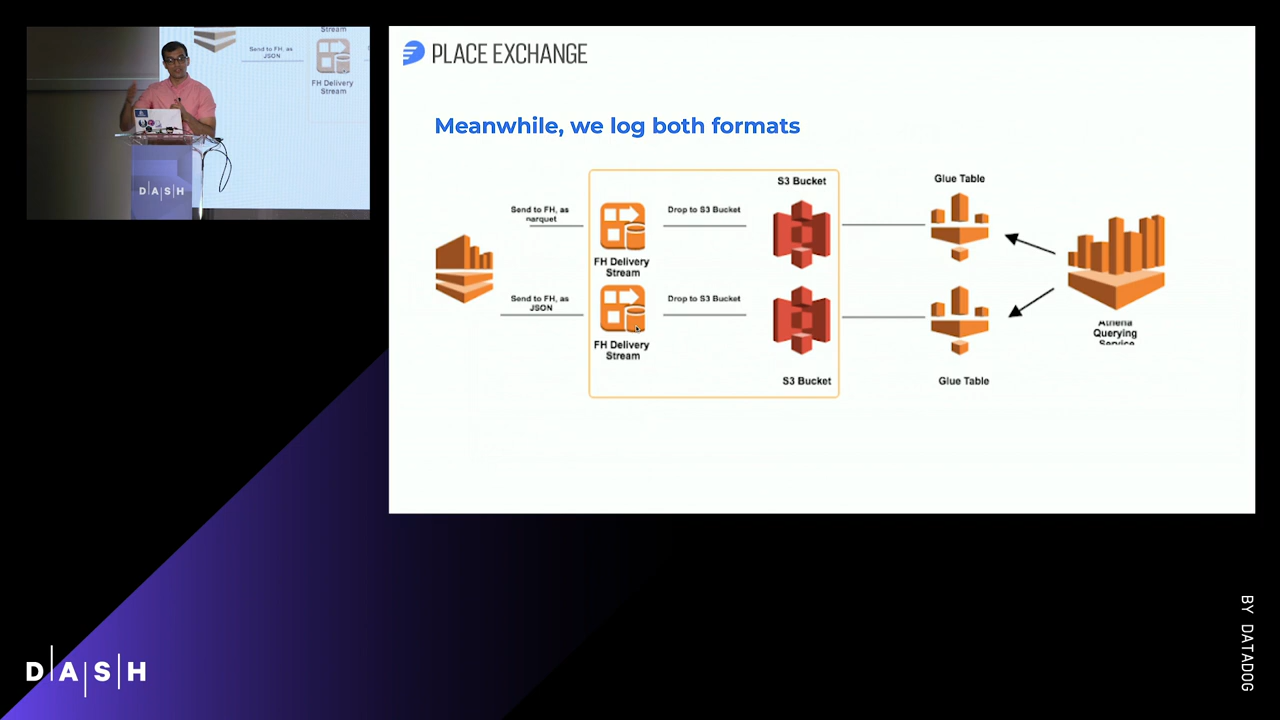 Stream
Send to FH, as
JSON
FH Delivery
Stream
D|A|S|H
PLACE EXCHANGE
Meanwhile, we log both formats
S3 Bucket
Glue Table
Send to FH, as
parquet
Drop to S3 Bucket
FH Delivery
Stream
Send to FH, as
JSON
Drop to S3 Bucket
FH Delivery
Stream
Athena
Querying
Service
S3 Bucket
Glue Table
D|A|S|H
BY DATADOG